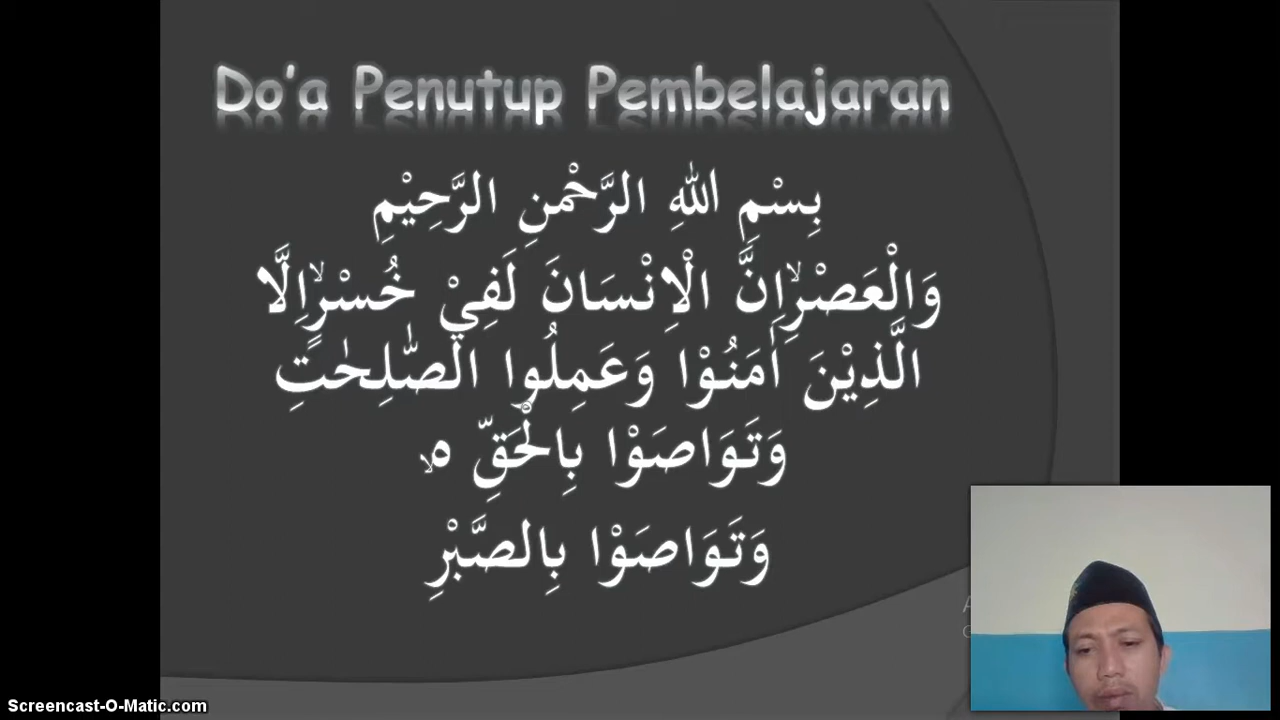 Do'a Penutup Pembelajaran
بِسْمِ اللهِ الرَّحْمنِ الرَّحِيْمِ
وَالْعَصْرِۙاِنَّ الْاِنْسَانَ لَفِيْ خُسْرٍۙاِلَّا
الَّذِيْنَ اٰمَنُوْا وَعَمِلُوا الصّٰلِحٰتِ
وَتَوَاصَوْا بِالْحَقِّ ەۙ
وَتَوَاصَوْا بِالصَّبْرِ
Screencast-O-Matic.com